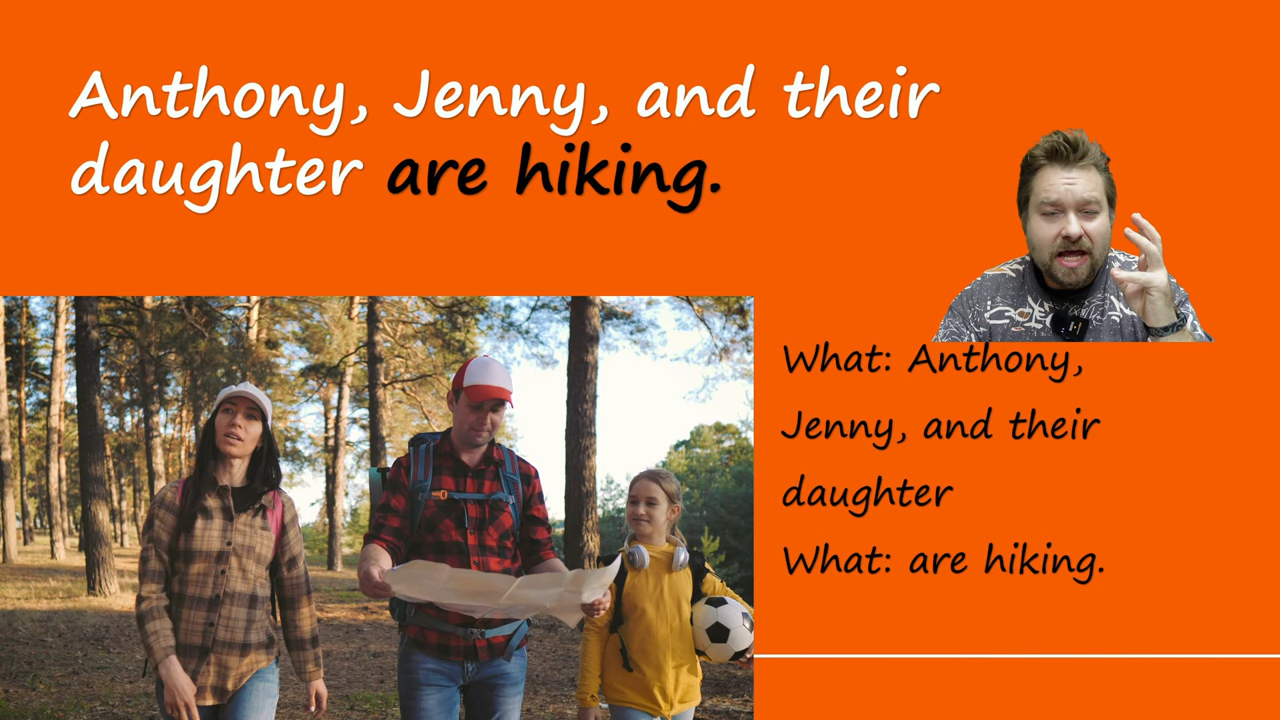 Anthony, Jenny, and their
daughter are hiking.
What: Anthony,
Jenny, and their
daughter
What: are hiking.